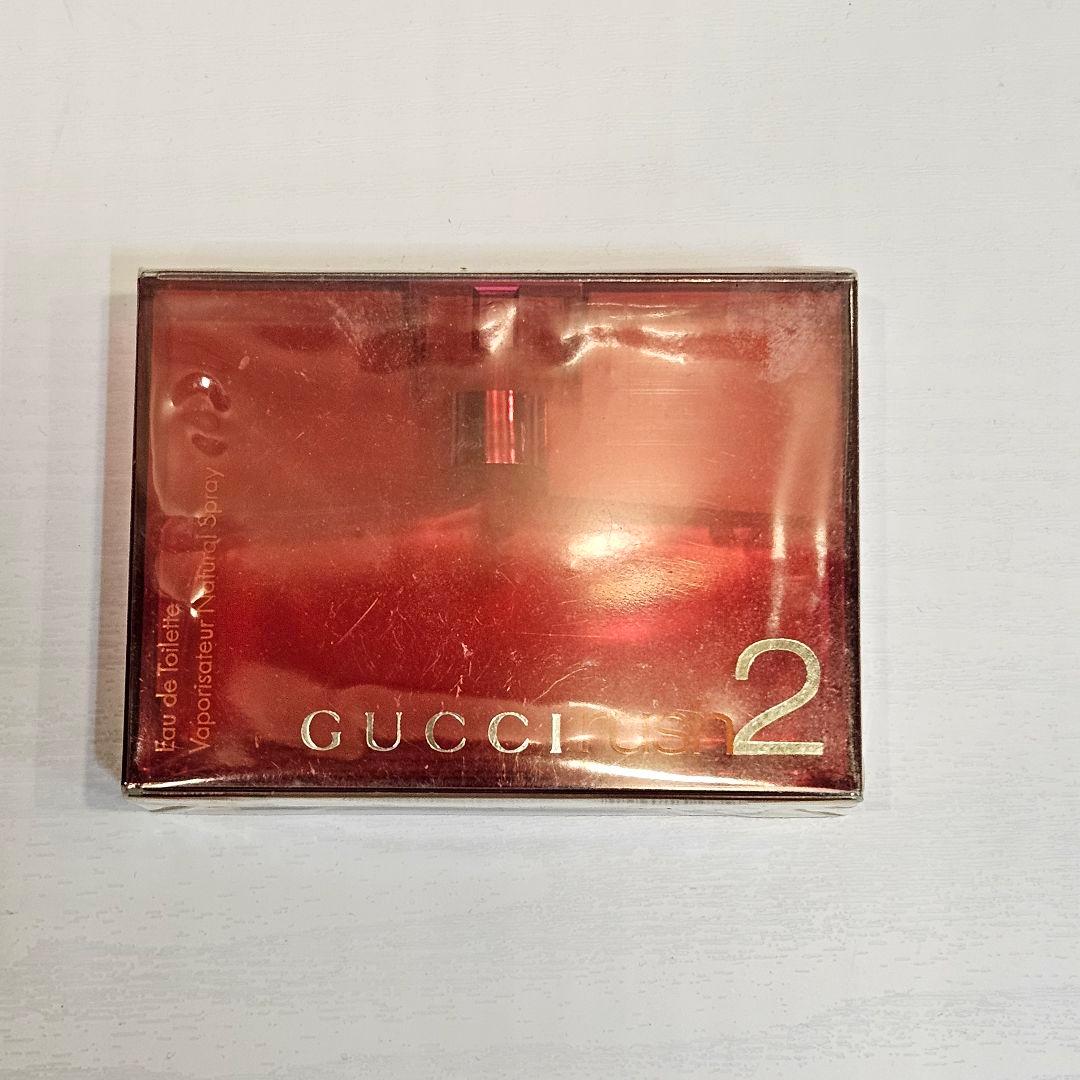 Eau de Toilette
Vaporisateur Natural Spray
GUCCI rush 2